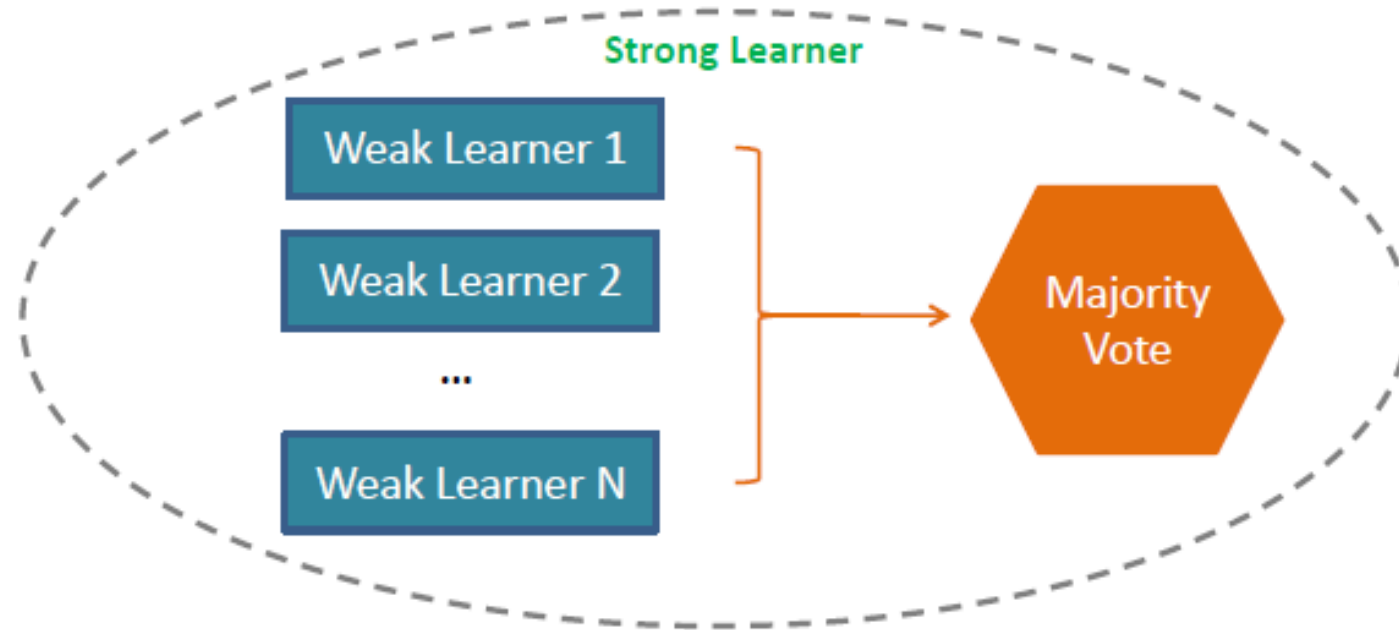 Strong Learner
Weak Learner 1
Weak Learner 2
...
Weak Learner N
Majority
Vote